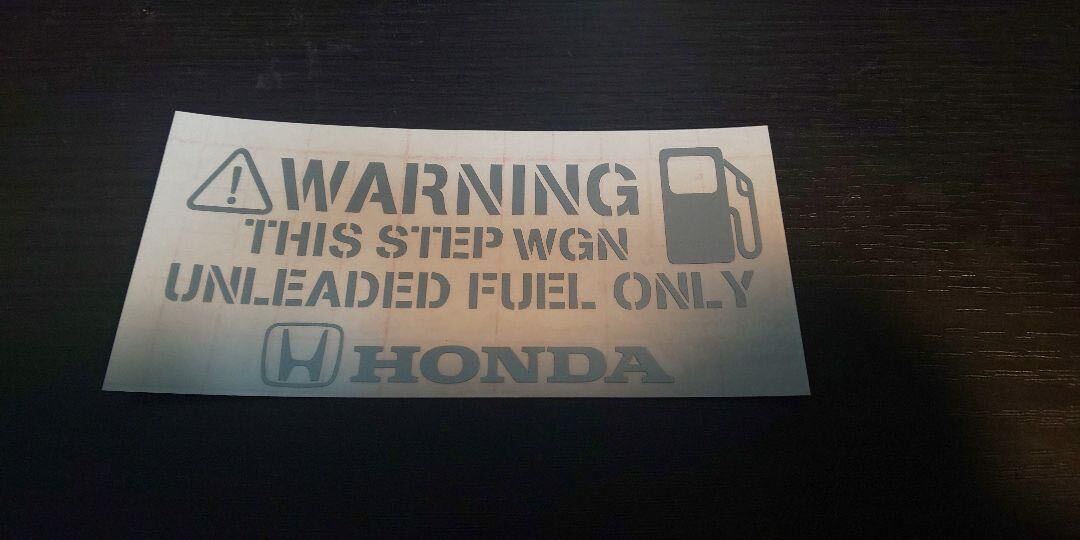 WARNING
THIS STEP WGN
UNLEADED FUEL ONLY
HONDA